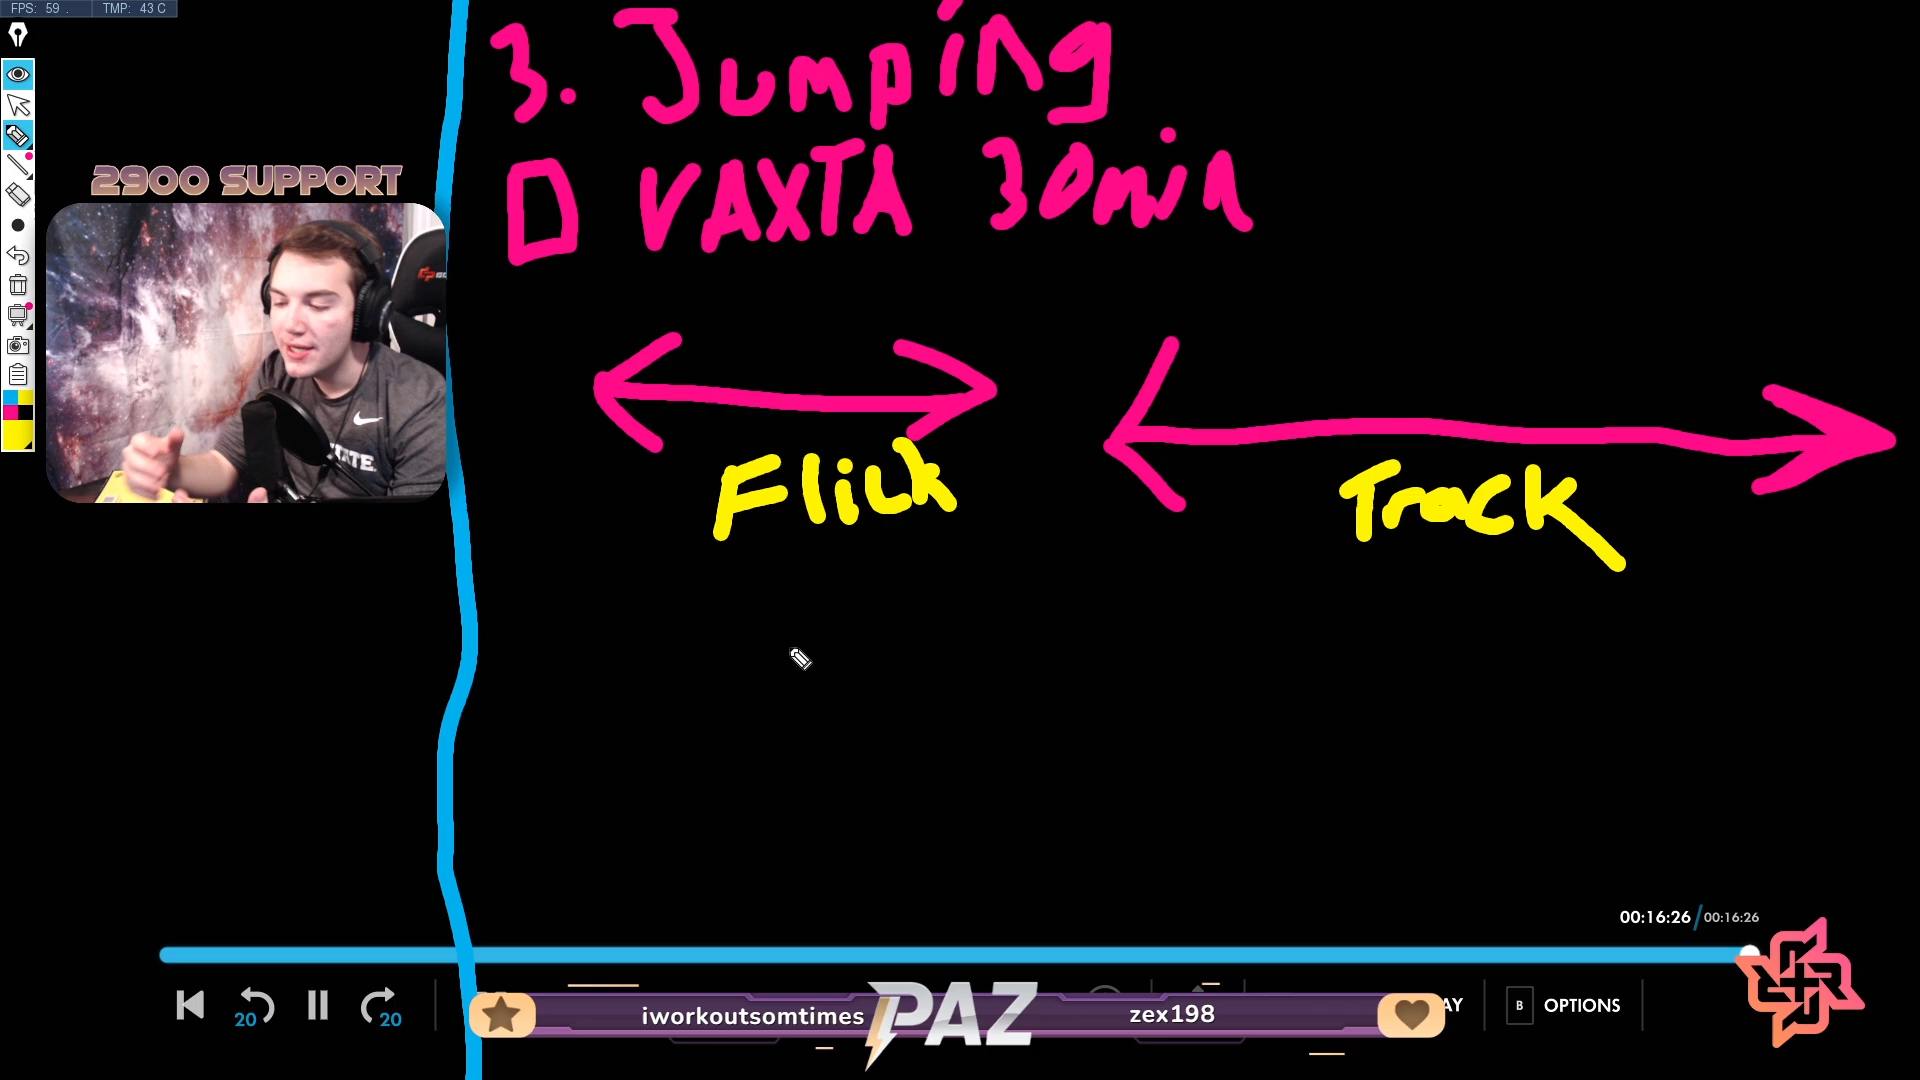 FPS: 59 . TMP: 43 C
3. Jumping
VAXTA 30min
2900 SUPPORT
Flick
Track
00:16:26/00:16:26
20 20
iworkoutsomtimes PAZ zex198
AY B OPTIONS